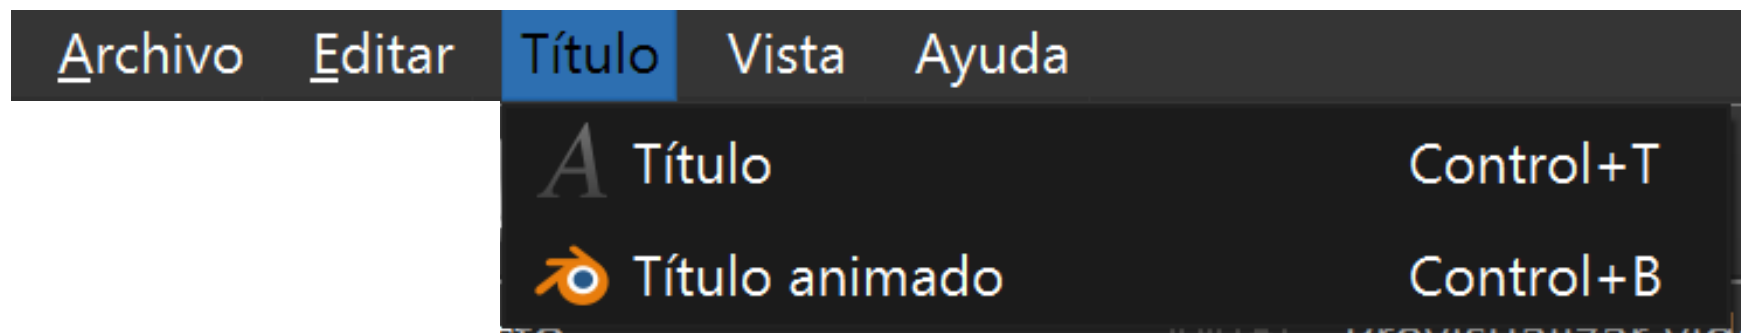 Archivo Editar Título Vista Ayuda
Título Control+T
Título animado Control+B